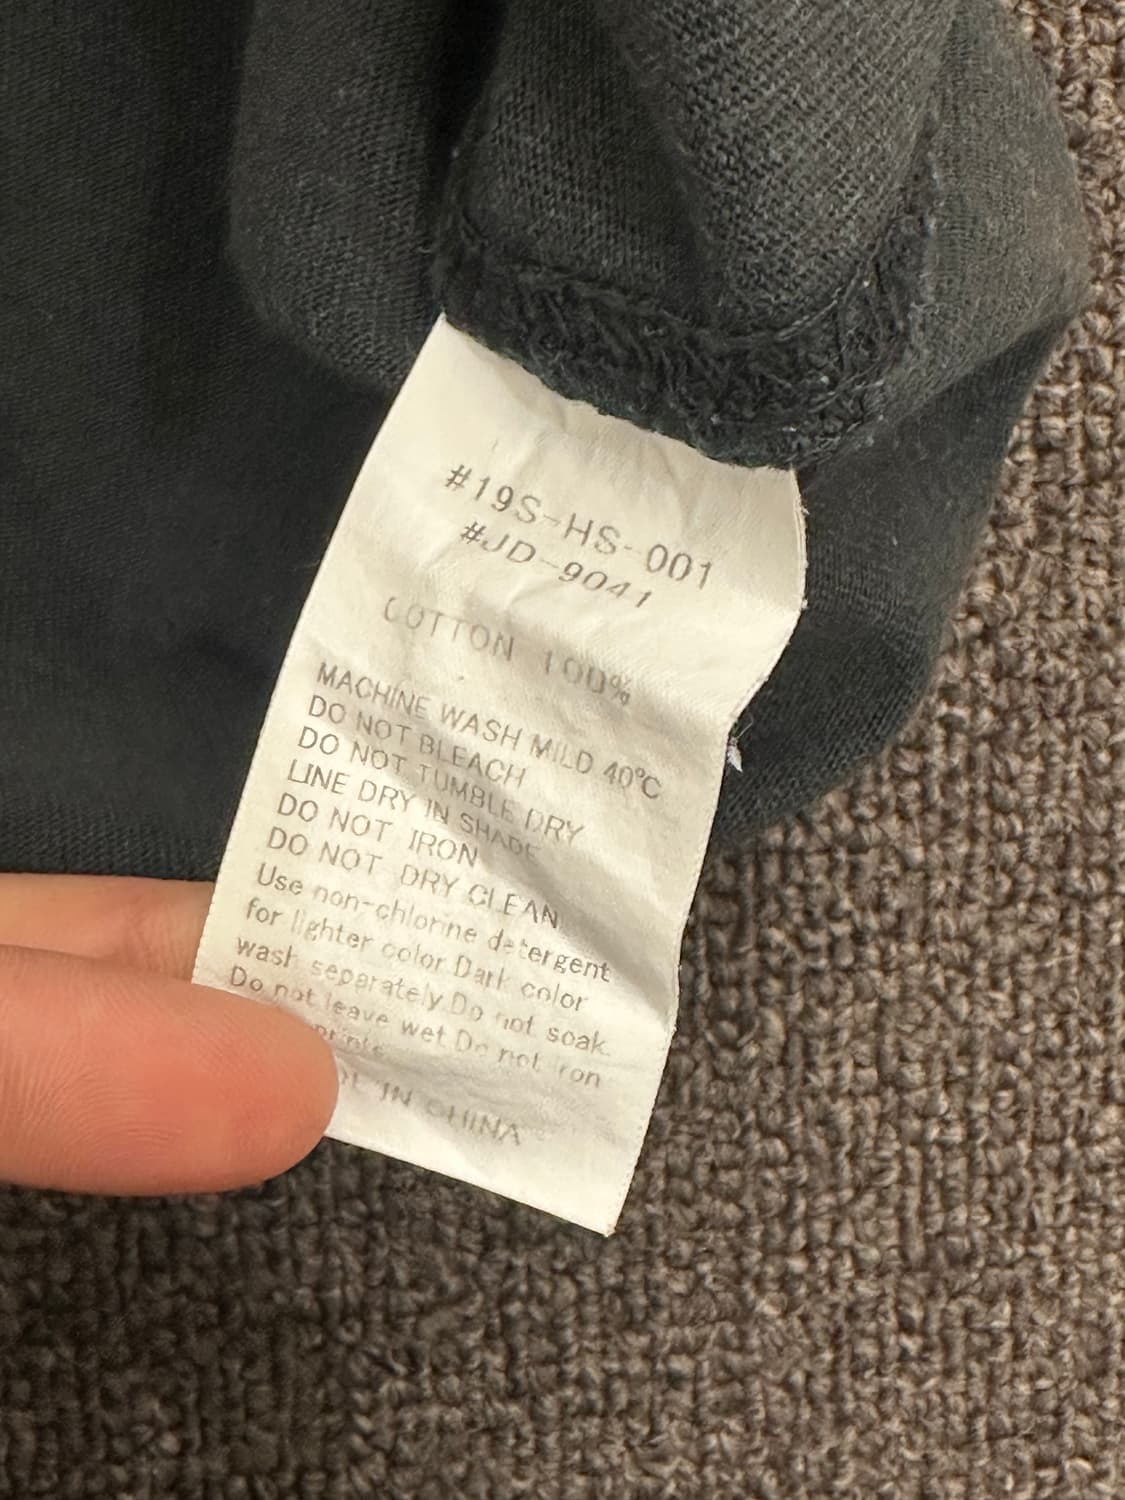 #19S-HS-001
#JD-9041
COTTON 100%
MACHINE WASH MILD 40°C
DO NOT BLEACH
DO NOT TUMBLE DRY
LINE DRY IN SHADE
DO NOT IRON
DO NOT DRY CLEAN
Use non-chlorine detergent
for lighter color Dark color
wash separately.Do not soak.
Do not leave wet.Do not iron
prints
IN CHINA